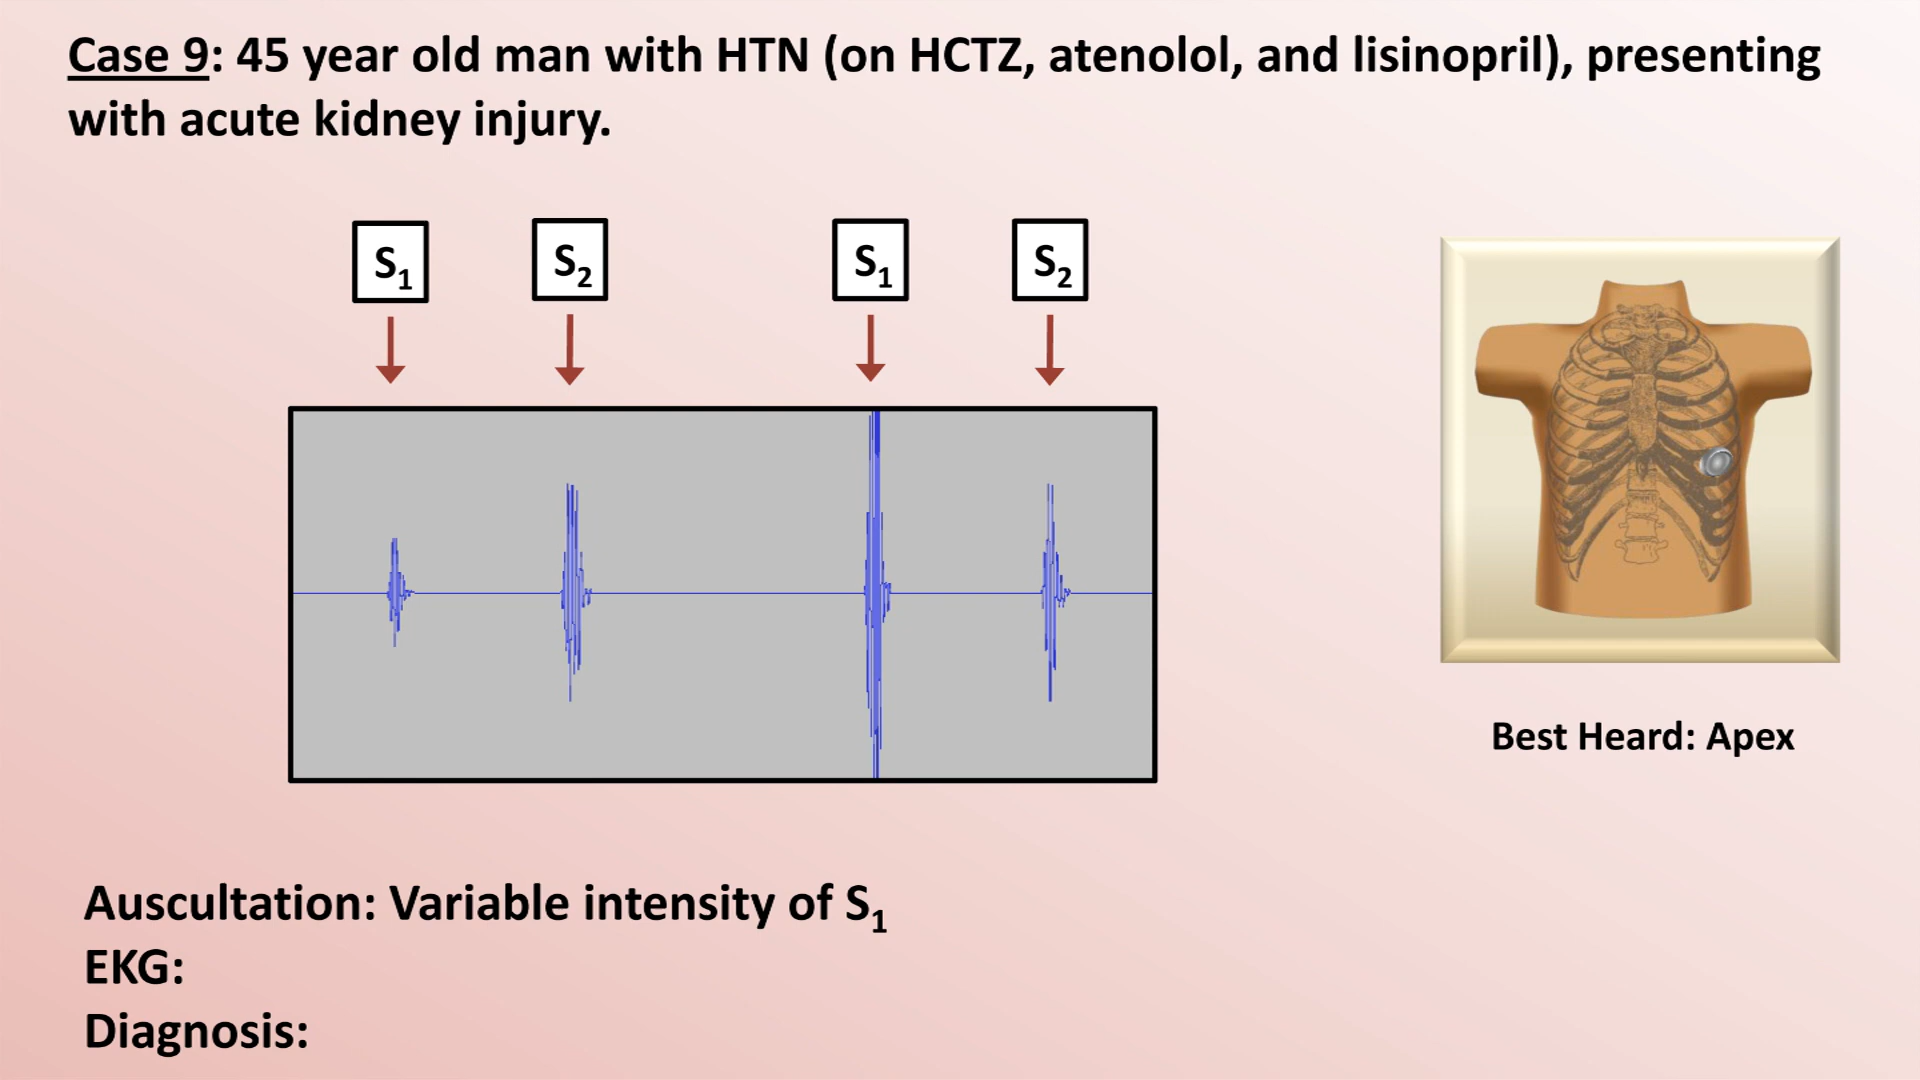 Case 9: 45 year old man with HTN (on HCTZ, atenolol, and lisinopril), presenting
with acute kidney injury.
S₁ S₂ S₁ S₂
Best Heard: Apex
Auscultation: Variable intensity of S₁
EKG:
Diagnosis: